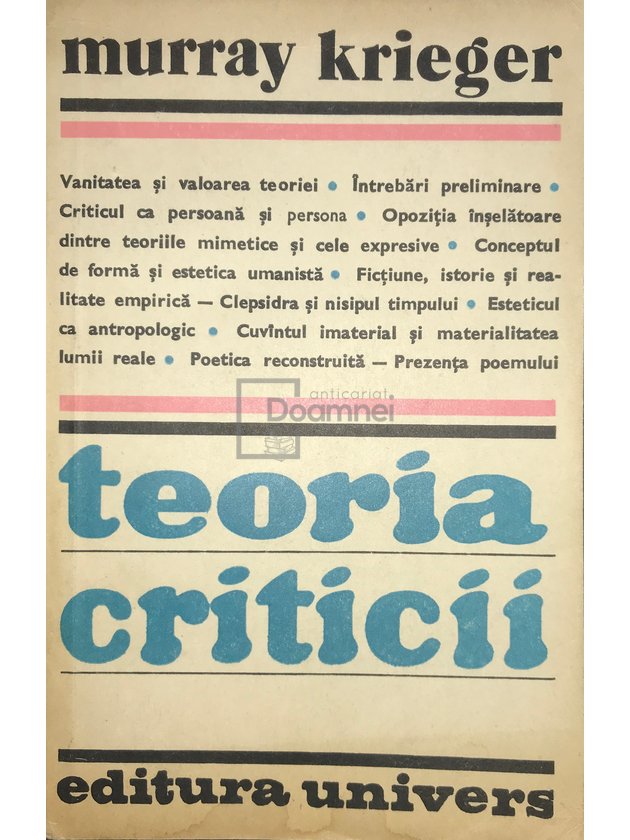 murray krieger
Vanitatea și valoarea teoriei • Întrebări preliminare •
Criticul ca persoană și persona • Opoziția înșelătoare
dintre teoriile mimetice și cele expresive • Conceptul
de formă și estetica umanistă • Ficțiune, istorie și rea-
litate empirică — Clepsidra și nisipul timpului • Esteticul
ca antropologic • Cuvîntul imaterial și materialitatea
lumii reale • Poetica reconstruită — Prezența poemului
anticariat
Doamnei
teoria
criticii
editura univers